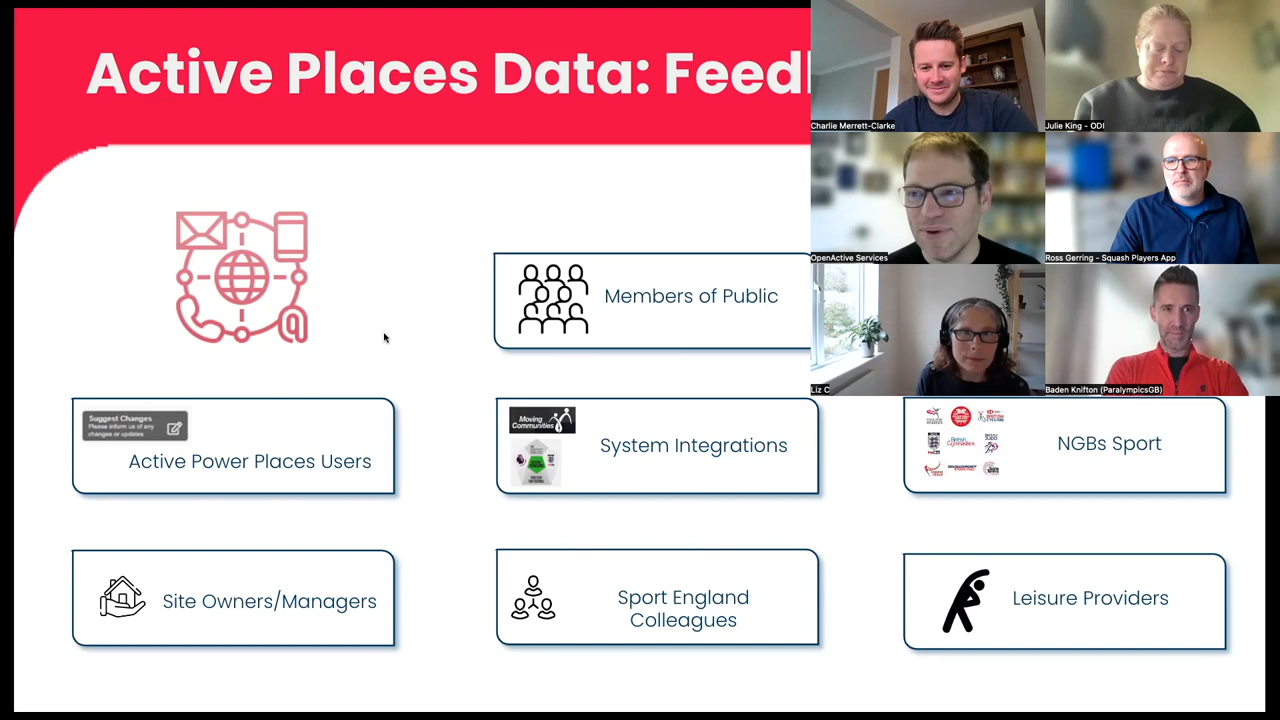 Active Places Data: Feed
Charlie Merrett-Clarke
Julie King - ODI
OpenActive Services
Ross Gerring - Squash Players App
Liz C
Baden Knifton (ParalympicsGB)
Members of Public
Suggest Changes
Please inform us of any
changes or updates
Active Power Places Users
Moving
Communities
System Integrations
NGBs Sport
Site Owners/Managers
Sport England
Colleagues
Leisure Providers